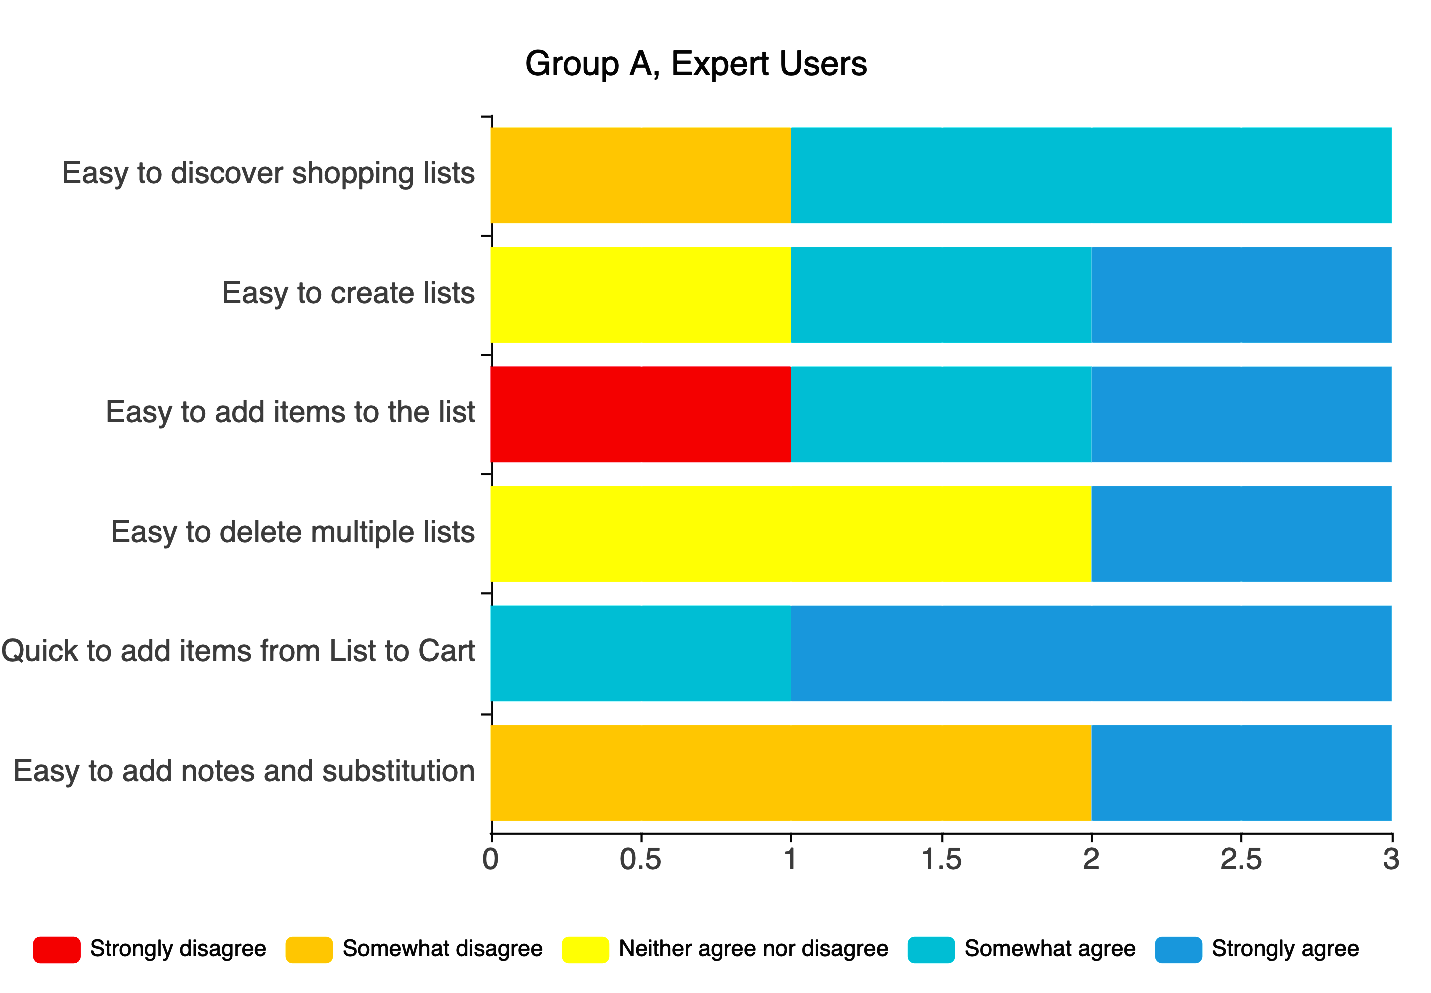 Group A, Expert Users
Easy to discover shopping lists
Easy to create lists
Easy to add items to the list
Easy to delete multiple lists
Quick to add items from List to Cart
Easy to add notes and substitution
0 0.5 1 1.5 2 2.5 3
Strongly disagree Somewhat disagree Neither agree nor disagree Somewhat agree Strongly agree